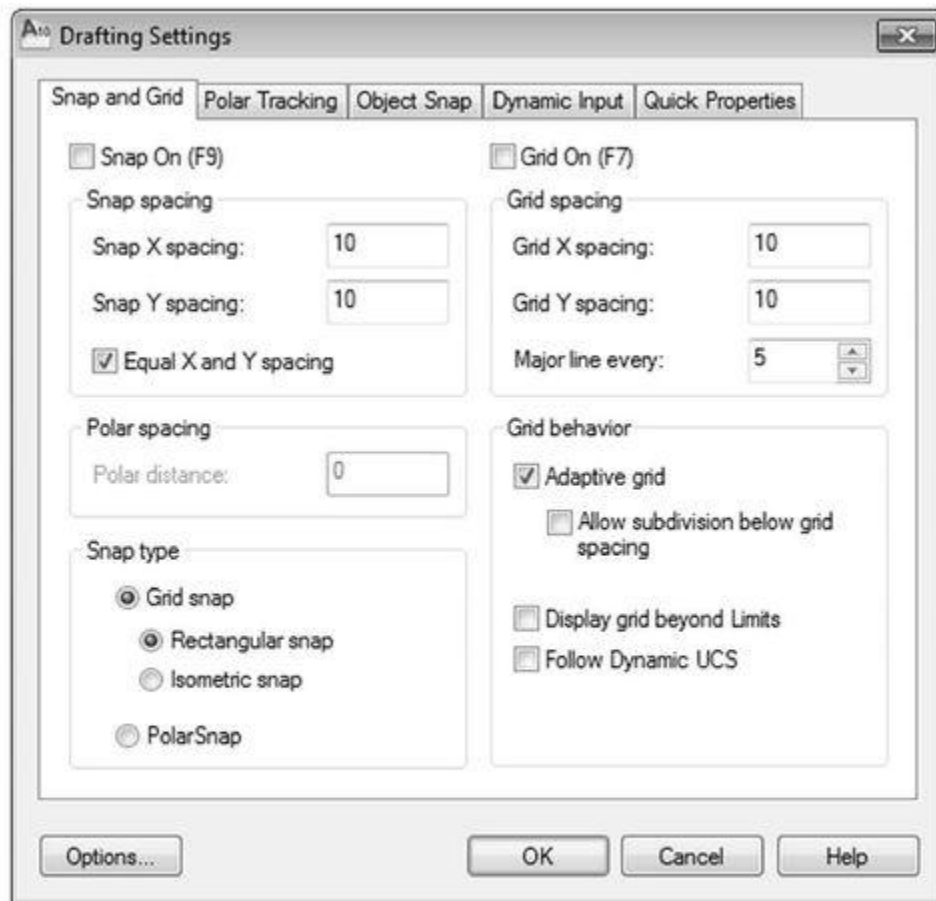 A10 Drafting Settings
Snap and Grid Polar Tracking Object Snap Dynamic Input Quick Properties
Snap On (F9)
Snap spacing
Snap X spacing: 10
Snap Y spacing: 10
Equal X and Y spacing
Polar spacing
Polar distance: 0
Snap type
Grid snap
Rectangular snap
Isometric snap
PolarSnap
Grid On (F7)
Grid spacing
Grid X spacing: 10
Grid Y spacing: 10
Major line every: 5
Grid behavior
Adaptive grid
Allow subdivision below grid
spacing
Display grid beyond Limits
Follow Dynamic UCS
Options... OK Cancel Help